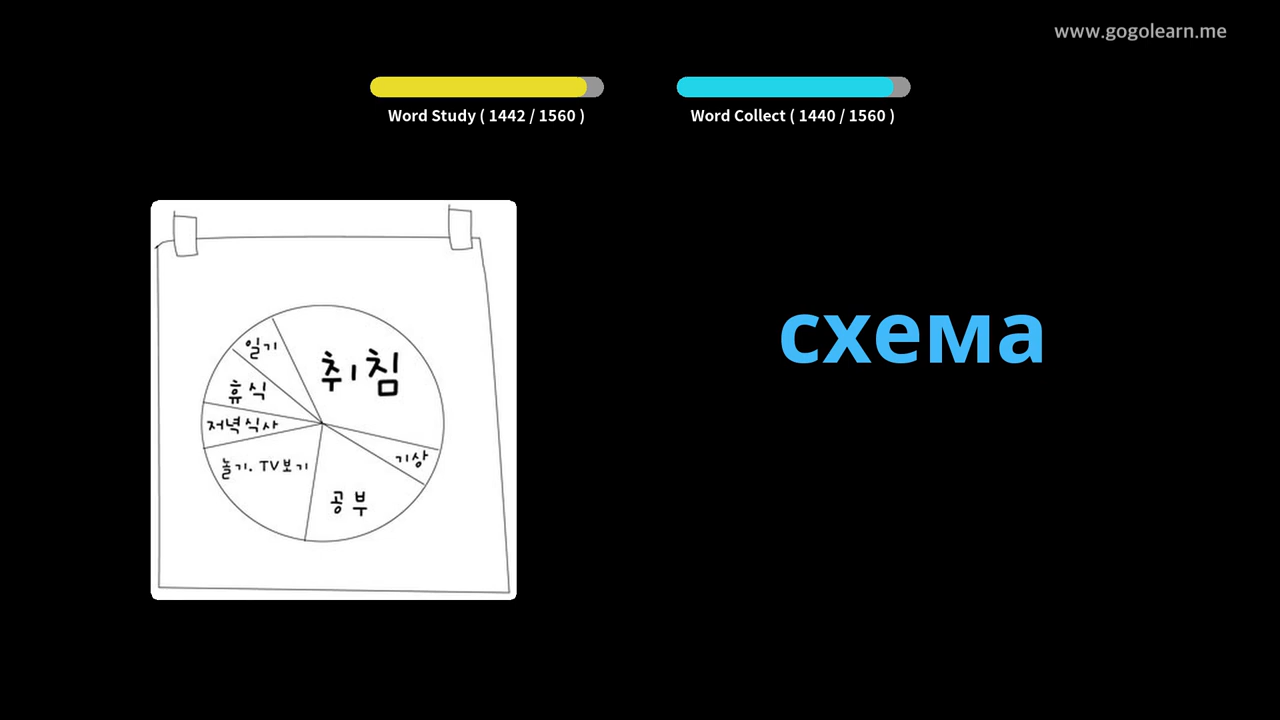 www.gogolearn.me
Word Study ( 1442 / 1560 )
Word Collect ( 1440 / 1560 )
схема
일기
취침
휴식
저녁식사
놀기. TV보기
기상
공부